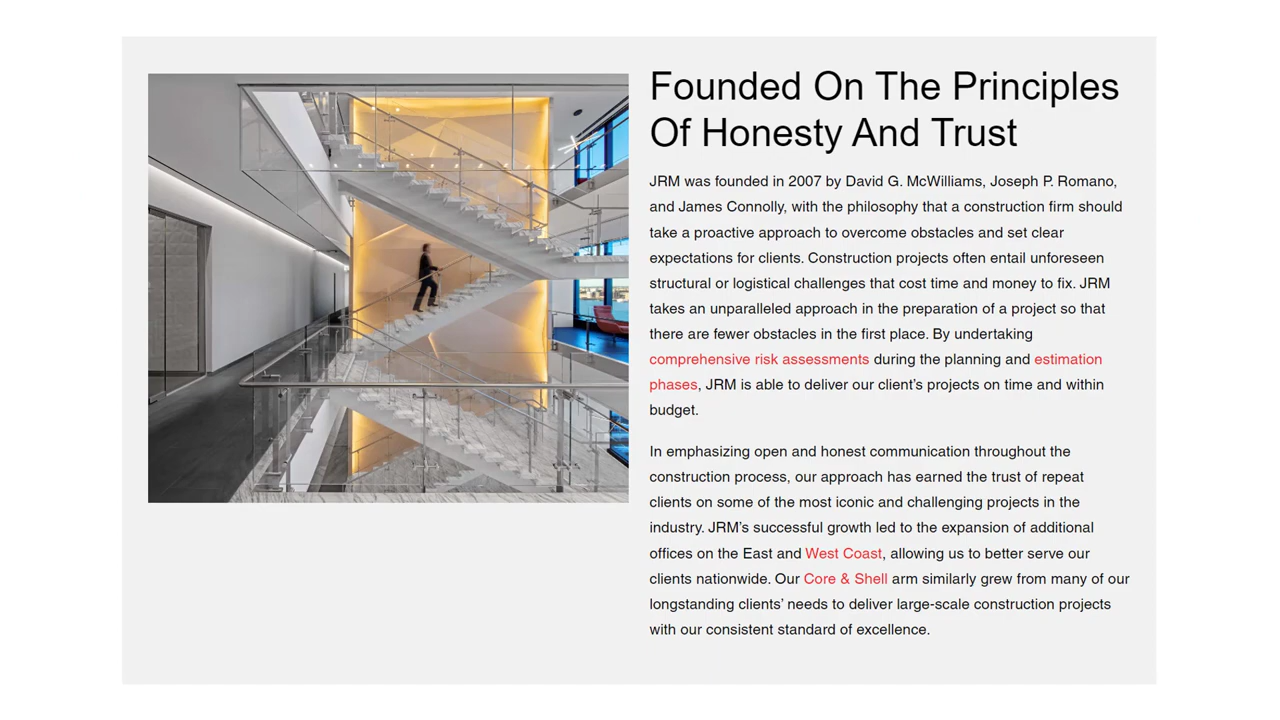 Founded On The Principles
Of Honesty And Trust
JRM was founded in 2007 by David G. McWilliams, Joseph P. Romano,
and James Connolly, with the philosophy that a construction firm should
take a proactive approach to overcome obstacles and set clear
expectations for clients. Construction projects often entail unforeseen
structural or logistical challenges that cost time and money to fix. JRM
takes an unparalleled approach in the preparation of a project so that
there are fewer obstacles in the first place. By undertaking
comprehensive risk assessments during the planning and estimation
phases, JRM is able to deliver our client’s projects on time and within
budget.
In emphasizing open and honest communication throughout the
construction process, our approach has earned the trust of repeat
clients on some of the most iconic and challenging projects in the
industry. JRM’s successful growth led to the expansion of additional
offices on the East and West Coast, allowing us to better serve our
clients nationwide. Our Core & Shell arm similarly grew from many of our
longstanding clients’ needs to deliver large-scale construction projects
with our consistent standard of excellence.